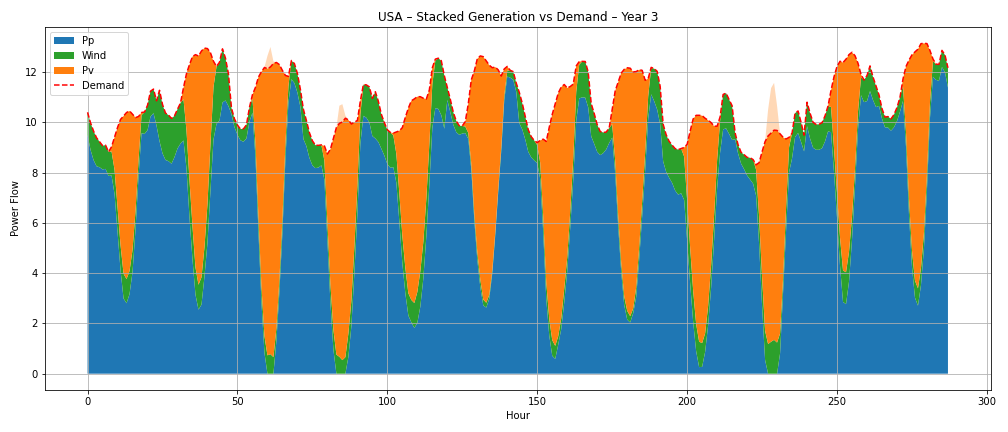 USA – Stacked Generation vs Demand – Year 3
Pp
Wind
Pv
Demand
Power Flow
12
10
8
6
4
2
0
0 50 100 150 200 250 300
Hour